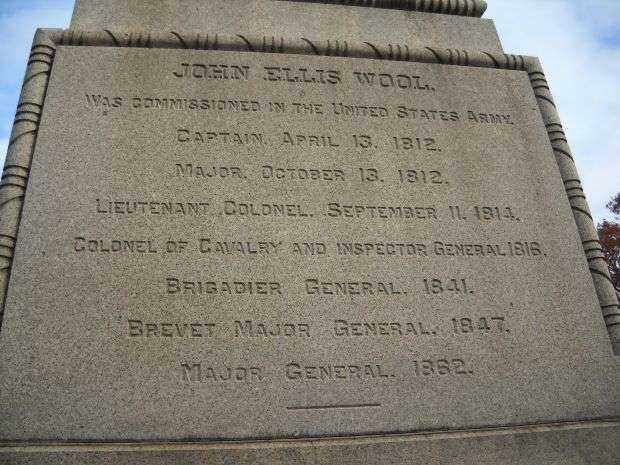 JOHN ELLIS WOOL.
WAS COMMISSIONED IN THE UNITED STATES ARMY.
CAPTAIN. APRIL 13. 1812.
MAJOR. OCTOBER 13. 1812.
LIEUTENANT COLONEL. SEPTEMBER 11. 1814.
COLONEL OF CAVALRY AND INSPECTOR GENERAL 1816.
BRIGADIER GENERAL. 1841.
BREVET MAJOR GENERAL. 1847.
MAJOR GENERAL. 1862.